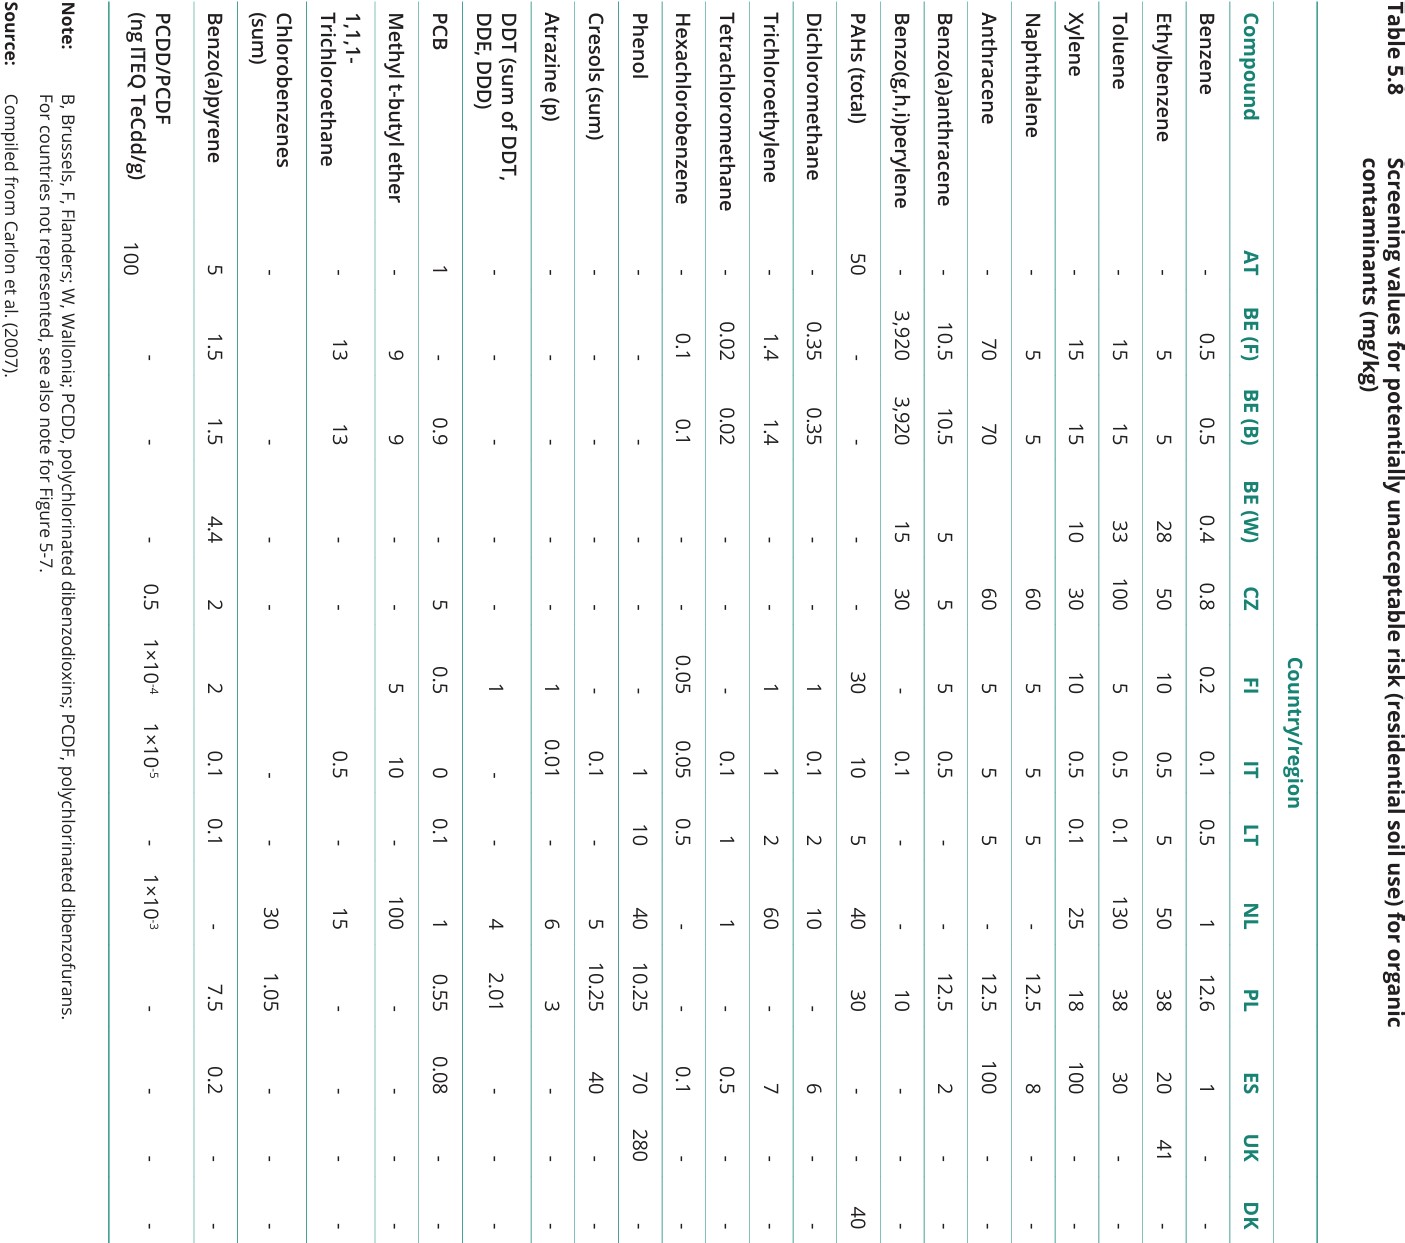 Table 5.8 Screening values for potentially unacceptable risk (residential soil use) for organic
contaminants (mg/kg)
Country/region
Compound AT BE (F) BE (B) BE (W) CZ FI IT LT NL PL ES UK DK
Benzene - 0.5 0.5 0.4 0.8 0.2 0.1 0.5 1 12.6 1 - -
Ethylbenzene - 5 5 28 50 10 0.5 5 50 38 20 41 -
Toluene - 15 15 33 100 5 0.5 0.1 130 38 30 - -
Xylene - 15 15 10 30 10 0.5 0.1 25 18 100 - -
Naphthalene - 5 5 60 5 5 5 - 12.5 8 - -
Anthracene - 70 70 60 5 5 5 - 12.5 100 - -
Benzo(a)anthracene - 10.5 10.5 5 5 5 0.5 - - 12.5 2 - -
Benzo(g,h,i)perylene - 3,920 3,920 15 30 - 0.1 - - 10 - - -
PAHs (total) 50 - - - - 30 10 5 40 30 - - 40
Dichloromethane - 0.35 0.35 - - 1 0.1 2 10 - 6 - -
Trichloroethylene - 1.4 1.4 - - 1 1 2 60 - 7 - -
Tetrachloromethane - 0.02 0.02 - - - 0.1 1 1 - 0.5 - -
Hexachlorobenzene - 0.1 0.1 - - 0.05 0.05 0.5 - - 0.1 - -
Phenol - - - - - - 1 10 40 10.25 70 280 -
Cresols (sum) - - - - - - 0.1 - 5 10.25 40 - -
Atrazine (p) - - - - - 1 0.01 - 6 3 - - -
DDT (sum of DDT,
DDE, DDD) - - - - - 1 - - 4 2.01 - - -
PCB 1 - 0.9 - 5 0.5 0 0.1 1 0.55 0.08 - -
Methyl t-butyl ether - 9 9 - - 5 10 - 100 - - - -
1,1,1-
Trichloroethane - 13 13 - - 0.5 - 15 - - - -
Chlorobenzenes
(sum) - - - - - - 30 1.05 - - -
Benzo(a)pyrene 5 1.5 1.5 4.4 2 2 0.1 0.1 - 7.5 0.2 - -
PCDD/PCDF
(ng ITEQ TeCdd/g) 100 - - - 0.5 1×10⁻⁴ 1×10⁻⁵ - 1×10⁻³ - - - -
Note: B, Brussels, F, Flanders; W, Wallonia; PCDD, polychlorinated dibenzodioxins; PCDF, polychlorinated dibenzofurans.
For countries not represented, see also note for Figure 5-7.
Source: Compiled from Carlon et al. (2007).